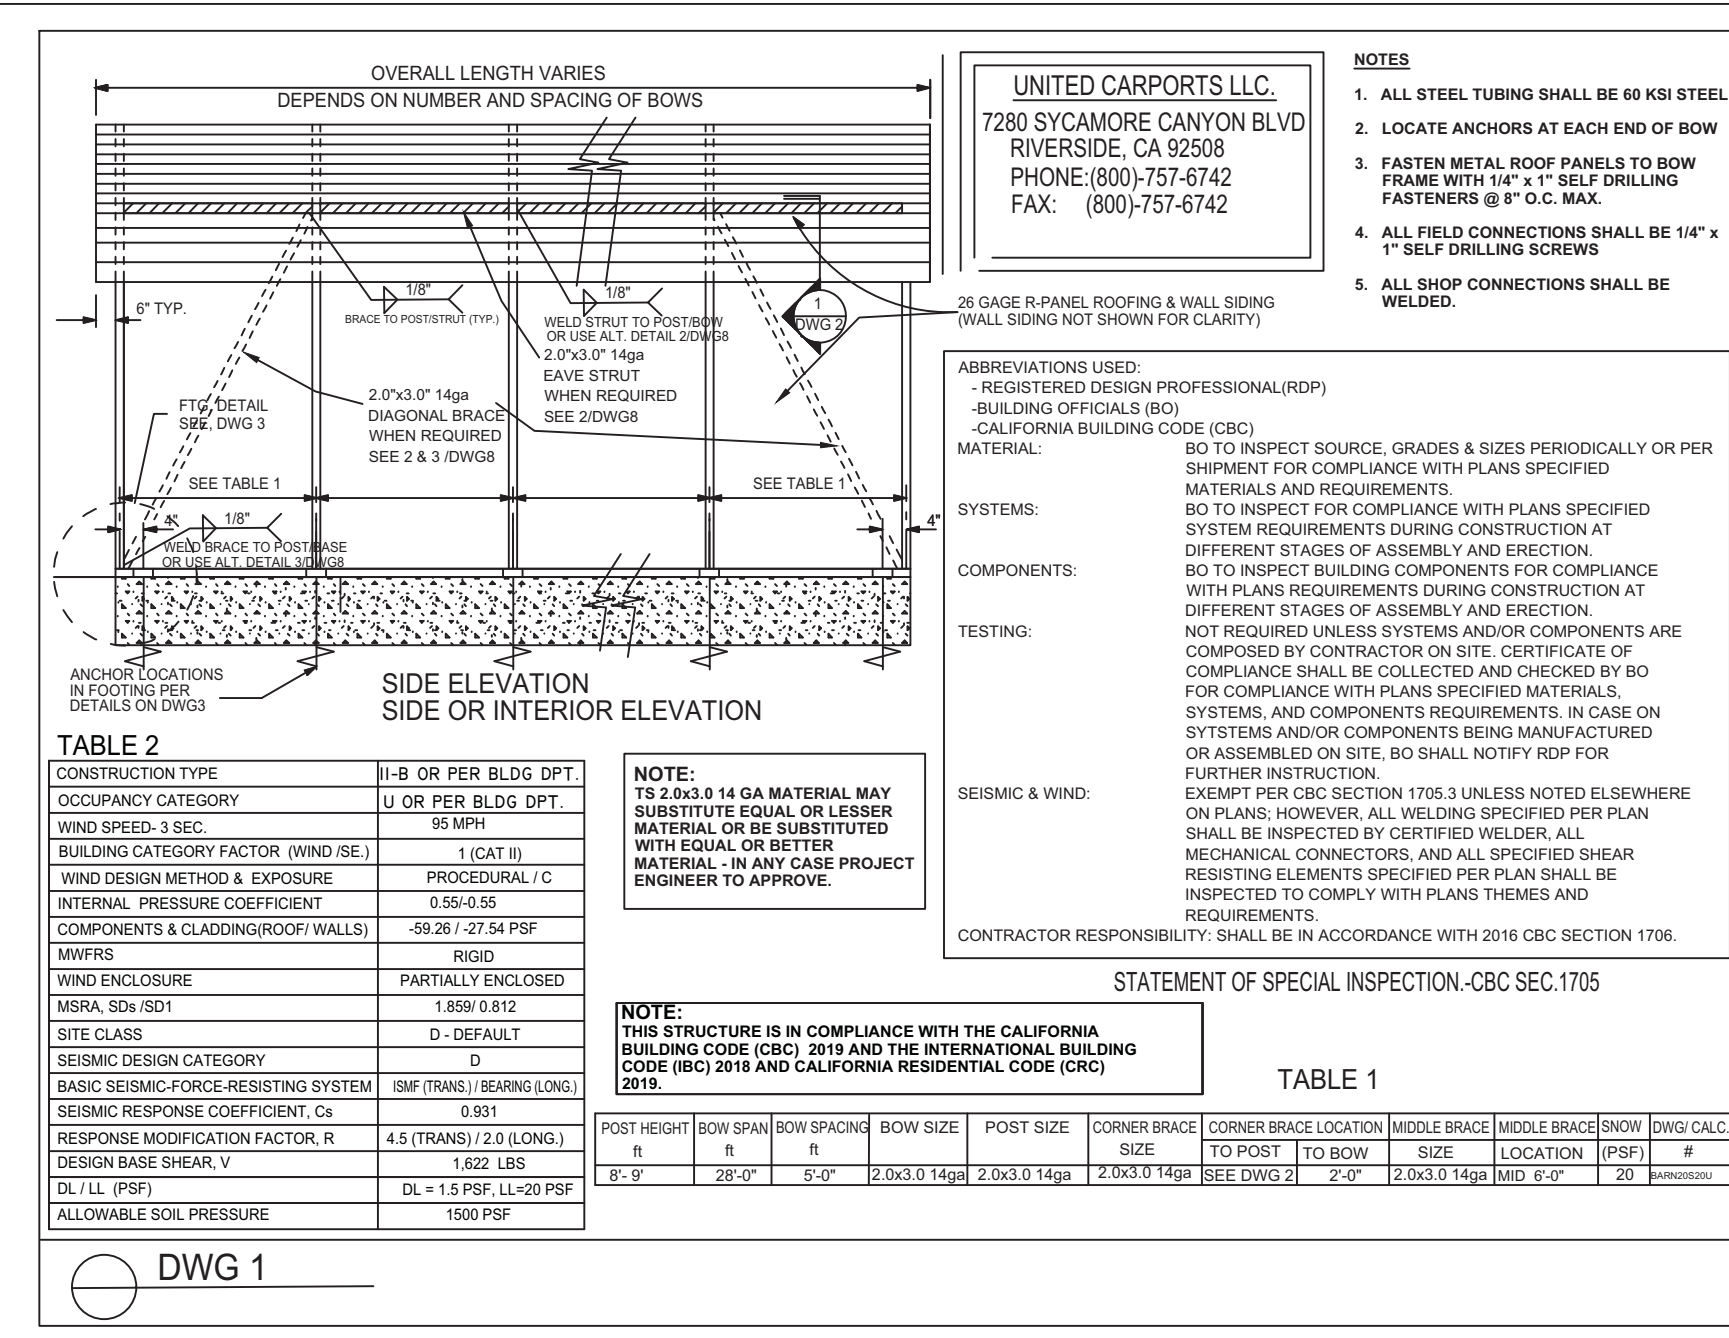 OVERALL LENGTH VARIES
DEPENDS ON NUMBER AND SPACING OF BOWS
6" TYP.
1/8"
BRACE TO POST/STRUT (TYP.)
1/8"
WELD STRUT TO POST/BOW
OR USE ALT. DETAIL 2/DWG8
2.0"x3.0" 14ga
EAVE STRUT
WHEN REQUIRED
SEE 2/DWG8
1
DWG 2
26 GAGE R-PANEL ROOFING & WALL SIDING
(WALL SIDING NOT SHOWN FOR CLARITY)
2.0"x3.0" 14ga
DIAGONAL BRACE
WHEN REQUIRED
SEE 2 & 3 /DWG8
FTG, DETAIL
SEE, DWG 3
SEE TABLE 1
SEE TABLE 1
4"
1/8"
4"
WELD BRACE TO POST/BASE
OR USE ALT. DETAIL 3/DWG8
ANCHOR LOCATIONS
IN FOOTING PER
DETAILS ON DWG3
SIDE ELEVATION
SIDE OR INTERIOR ELEVATION
UNITED CARPORTS LLC.
7280 SYCAMORE CANYON BLVD
RIVERSIDE, CA 92508
PHONE:(800)-757-6742
FAX: (800)-757-6742
NOTES
1. ALL STEEL TUBING SHALL BE 60 KSI STEEL
2. LOCATE ANCHORS AT EACH END OF BOW
3. FASTEN METAL ROOF PANELS TO BOW
FRAME WITH 1/4" x 1" SELF DRILLING
FASTENERS @ 8" O.C. MAX.
4. ALL FIELD CONNECTIONS SHALL BE 1/4" x
1" SELF DRILLING SCREWS
5. ALL SHOP CONNECTIONS SHALL BE
WELDED.
ABBREVIATIONS USED:
- REGISTERED DESIGN PROFESSIONAL(RDP)
-BUILDING OFFICIALS (BO)
-CALIFORNIA BUILDING CODE (CBC)
MATERIAL: BO TO INSPECT SOURCE, GRADES & SIZES PERIODICALLY OR PER
SHIPMENT FOR COMPLIANCE WITH PLANS SPECIFIED
MATERIALS AND REQUIREMENTS.
SYSTEMS: BO TO INSPECT FOR COMPLIANCE WITH PLANS SPECIFIED
SYSTEM REQUIREMENTS DURING CONSTRUCTION AT
DIFFERENT STAGES OF ASSEMBLY AND ERECTION.
COMPONENTS: BO TO INSPECT BUILDING COMPONENTS FOR COMPLIANCE
WITH PLANS REQUIREMENTS DURING CONSTRUCTION AT
DIFFERENT STAGES OF ASSEMBLY AND ERECTION.
TESTING: NOT REQUIRED UNLESS SYSTEMS AND/OR COMPONENTS ARE
COMPOSED BY CONTRACTOR ON SITE. CERTIFICATE OF
COMPLIANCE SHALL BE COLLECTED AND CHECKED BY BO
FOR COMPLIANCE WITH PLANS SPECIFIED MATERIALS,
SYSTEMS, AND COMPONENTS REQUIREMENTS. IN CASE ON
SYTSTEMS AND/OR COMPONENTS BEING MANUFACTURED
OR ASSEMBLED ON SITE, BO SHALL NOTIFY RDP FOR
FURTHER INSTRUCTION.
SEISMIC & WIND: EXEMPT PER CBC SECTION 1705.3 UNLESS NOTED ELSEWHERE
ON PLANS; HOWEVER, ALL WELDING SPECIFIED PER PLAN
SHALL BE INSPECTED BY CERTIFIED WELDER, ALL
MECHANICAL CONNECTORS, AND ALL SPECIFIED SHEAR
RESISTING ELEMENTS SPECIFIED PER PLAN SHALL BE
INSPECTED TO COMPLY WITH PLANS THEMES AND
REQUIREMENTS.
CONTRACTOR RESPONSIBILITY: SHALL BE IN ACCORDANCE WITH 2016 CBC SECTION 1706.
STATEMENT OF SPECIAL INSPECTION.-CBC SEC.1705
TABLE 2
CONSTRUCTION TYPE II-B OR PER BLDG DPT.
OCCUPANCY CATEGORY U OR PER BLDG DPT.
WIND SPEED- 3 SEC. 95 MPH
BUILDING CATEGORY FACTOR (WIND /SE.) 1 (CAT II)
WIND DESIGN METHOD & EXPOSURE PROCEDURAL / C
INTERNAL PRESSURE COEFFICIENT 0.55/-0.55
COMPONENTS & CLADDING(ROOF/ WALLS) -59.26 / -27.54 PSF
MWFRS RIGID
WIND ENCLOSURE PARTIALLY ENCLOSED
MSRA, SDs /SD1 1.859/ 0.812
SITE CLASS D - DEFAULT
SEISMIC DESIGN CATEGORY D
BASIC SEISMIC-FORCE-RESISTING SYSTEM ISMF (TRANS.) / BEARING (LONG.)
SEISMIC RESPONSE COEFFICIENT, Cs 0.931
RESPONSE MODIFICATION FACTOR, R 4.5 (TRANS) / 2.0 (LONG.)
DESIGN BASE SHEAR, V 1,622 LBS
DL / LL (PSF) DL = 1.5 PSF, LL=20 PSF
ALLOWABLE SOIL PRESSURE 1500 PSF
NOTE:
TS 2.0x3.0 14 GA MATERIAL MAY
SUBSTITUTE EQUAL OR LESSER
MATERIAL OR BE SUBSTITUTED
WITH EQUAL OR BETTER
MATERIAL - IN ANY CASE PROJECT
ENGINEER TO APPROVE.
NOTE:
THIS STRUCTURE IS IN COMPLIANCE WITH THE CALIFORNIA
BUILDING CODE (CBC) 2019 AND THE INTERNATIONAL BUILDING
CODE (IBC) 2018 AND CALIFORNIA RESIDENTIAL CODE (CRC)
2019.
TABLE 1
POST HEIGHT BOW SPAN BOW SPACING BOW SIZE POST SIZE CORNER BRACE CORNER BRACE LOCATION MIDDLE BRACE MIDDLE BRACE SNOW DWG/ CALC.
ft ft ft SIZE TO POST TO BOW SIZE LOCATION (PSF) #
8'- 9' 28'-0" 5'-0" 2.0x3.0 14ga 2.0x3.0 14ga 2.0x3.0 14ga SEE DWG 2 2'-0" 2.0x3.0 14ga MID 6'-0" 20 BARN20S20U
DWG 1